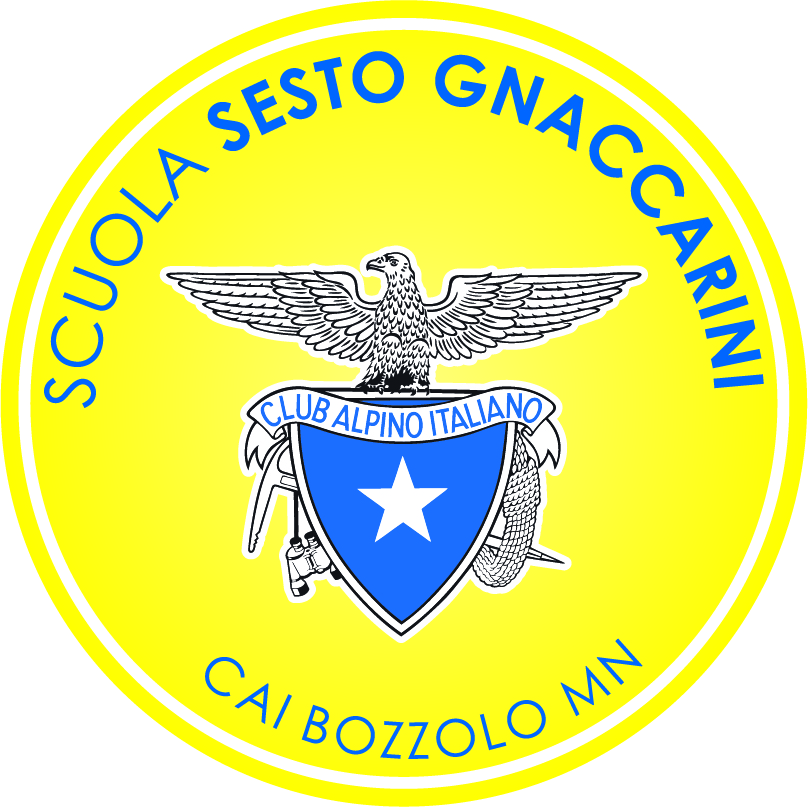 SCUOLA SESTO GNACCARINI
CLUB ALPINO ITALIANO
CAI BOZZOLO MN